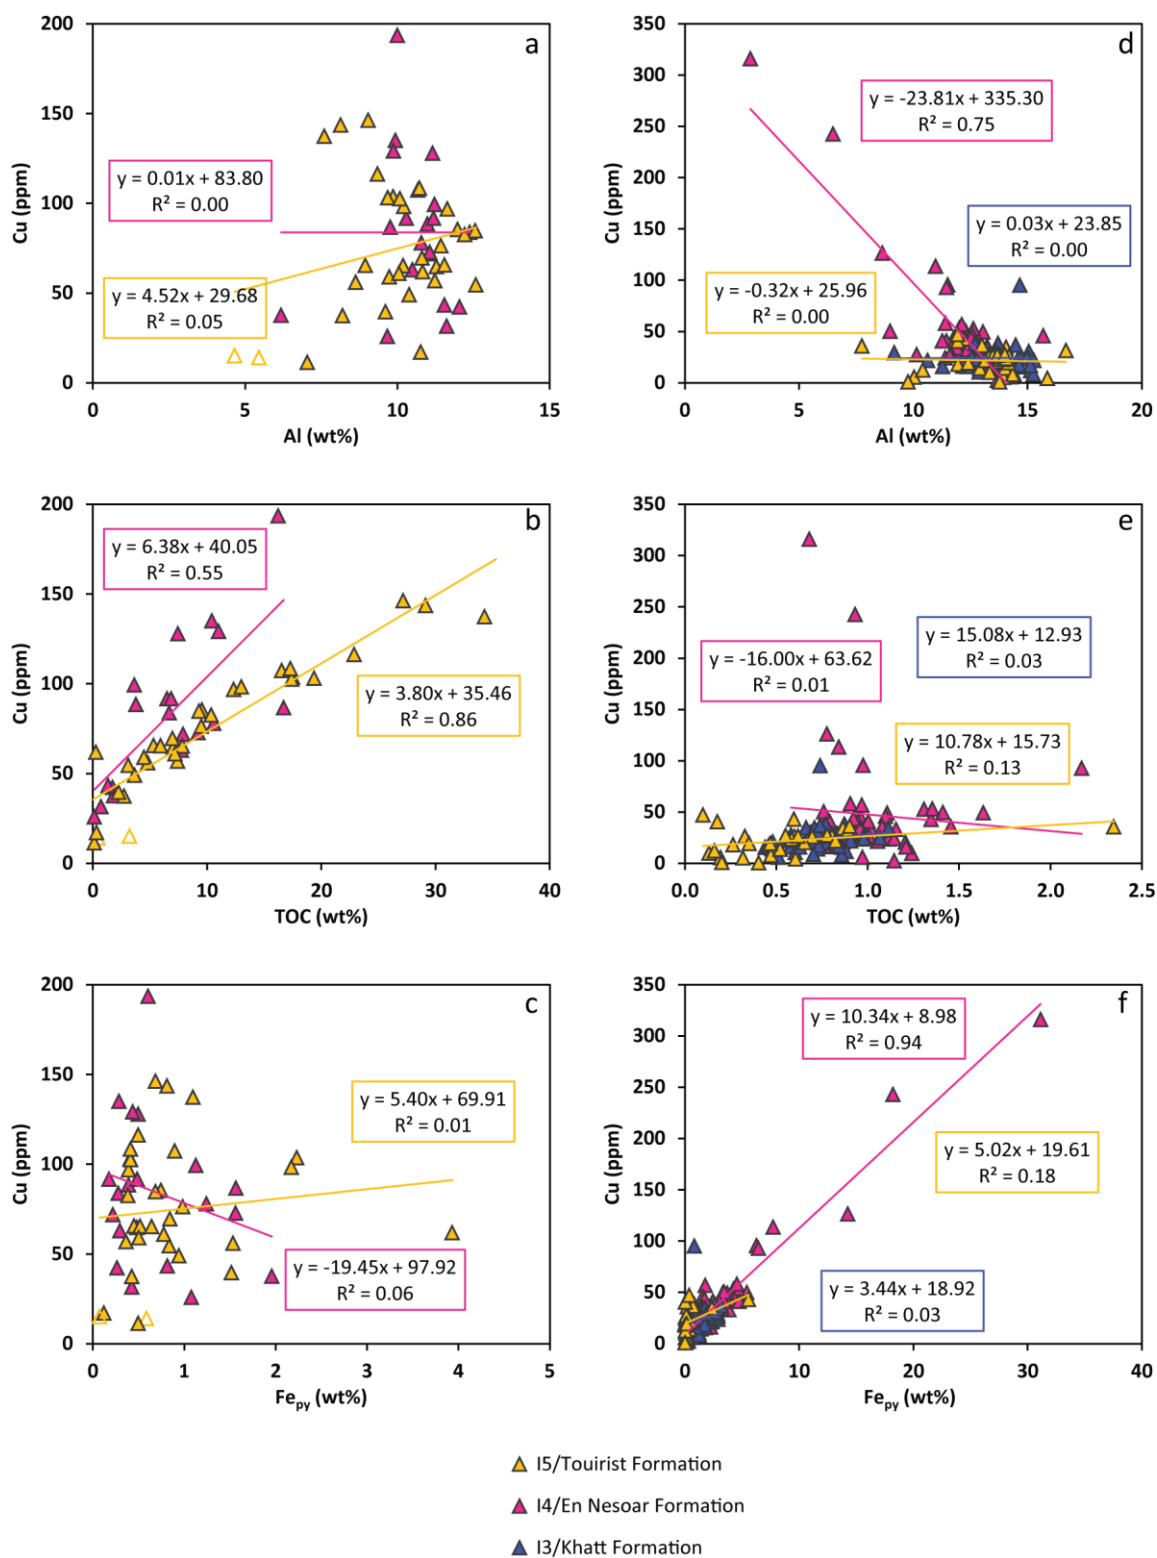 a
200
150
100
50
0
Cu (ppm)
y = 0.01x + 83.80
R² = 0.00
y = 4.52x + 29.68
R² = 0.05
0 5 10 15
Al (wt%)
d
350
300
250
200
150
100
50
0
Cu (ppm)
y = -23.81x + 335.30
R² = 0.75
y = 0.03x + 23.85
R² = 0.00
y = -0.32x + 25.96
R² = 0.00
0 5 10 15 20
Al (wt%)
b
200
150
100
50
0
Cu (ppm)
y = 6.38x + 40.05
R² = 0.55
y = 3.80x + 35.46
R² = 0.86
0 10 20 30 40
TOC (wt%)
e
350
300
250
200
150
100
50
0
Cu (ppm)
y = 15.08x + 12.93
R² = 0.03
y = -16.00x + 63.62
R² = 0.01
y = 10.78x + 15.73
R² = 0.13
0.0 0.5 1.0 1.5 2.0 2.5
TOC (wt%)
c
200
150
100
50
0
Cu (ppm)
y = 5.40x + 69.91
R² = 0.01
y = -19.45x + 97.92
R² = 0.06
0 1 2 3 4 5
Fepy (wt%)
f
350
300
250
200
150
100
50
0
Cu (ppm)
y = 10.34x + 8.98
R² = 0.94
y = 5.02x + 19.61
R² = 0.18
y = 3.44x + 18.92
R² = 0.03
0 10 20 30 40
Fepy (wt%)
I5/Touirist Formation
I4/En Nesoar Formation
I3/Khatt Formation